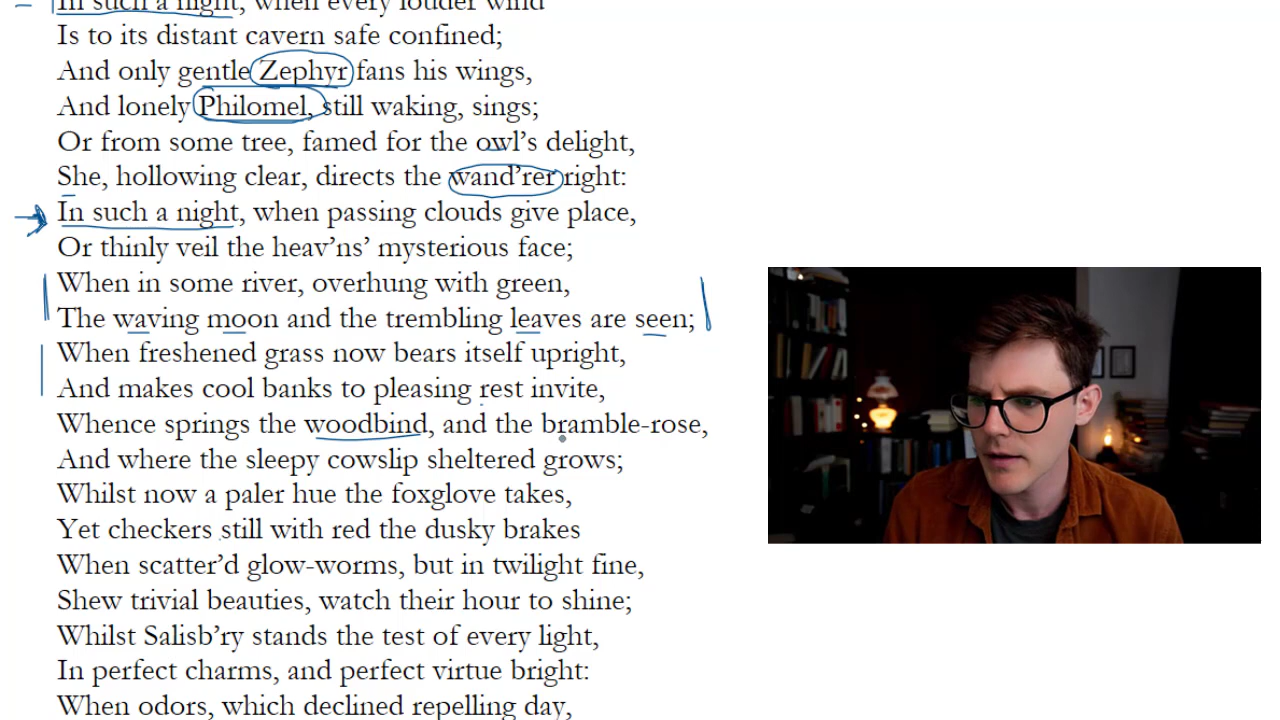 In such a night, when every louder wind
Is to its distant cavern safe confined;
And only gentle Zephyr fans his wings,
And lonely Philomel, still waking, sings;
Or from some tree, famed for the owl’s delight,
She, hollowing clear, directs the wand’rer right:
In such a night, when passing clouds give place,
Or thinly veil the heav’ns’ mysterious face;
When in some river, overhung with green,
The waving moon and the trembling leaves are seen;
When freshened grass now bears itself upright,
And makes cool banks to pleasing rest invite,
Whence springs the woodbind, and the bramble-rose,
And where the sleepy cowslip sheltered grows;
Whilst now a paler hue the foxglove takes,
Yet checkers still with red the dusky brakes
When scatter’d glow-worms, but in twilight fine,
Shew trivial beauties, watch their hour to shine;
Whilst Salisb’ry stands the test of every light,
In perfect charms, and perfect virtue bright:
When odors, which declined repelling day,